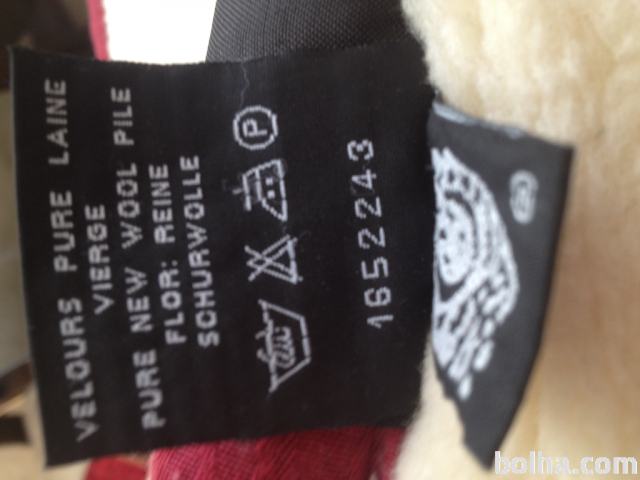 VELOURS PURE LAINE
VIERGE
PURE NEW WOOL PILE
FLOR: REINE
SCHURWOLLE
P
1652243
bolha.com